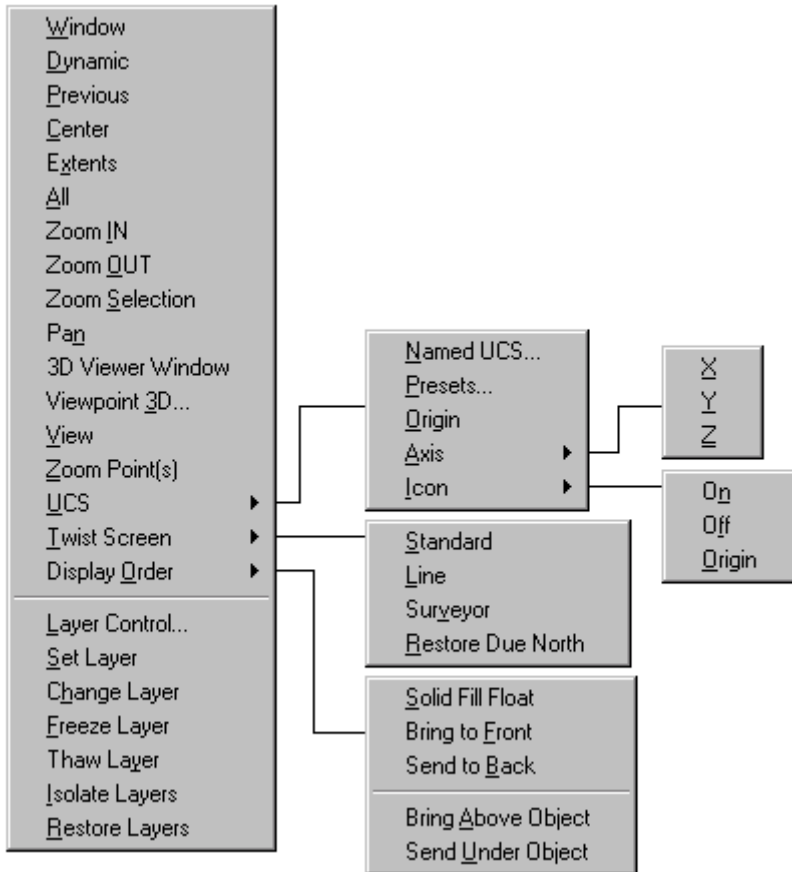 Window
Dynamic
Previous
Center
Extents
All
Zoom IN
Zoom OUT
Zoom Selection
Pan
3D Viewer Window
Viewpoint 3D...
View
Zoom Point(s)
UCS
Twist Screen
Display Order
Layer Control...
Set Layer
Change Layer
Freeze Layer
Thaw Layer
Isolate Layers
Restore Layers
Named UCS...
Presets...
Origin
Axis
Icon
X
Y
Z
On
Off
Origin
Standard
Line
Surveyor
Restore Due North
Solid Fill Float
Bring to Front
Send to Back
Bring Above Object
Send Under Object